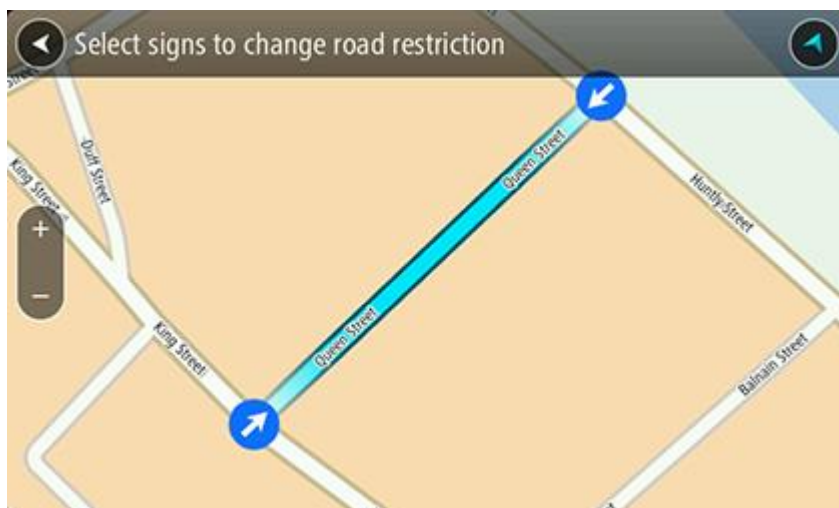 Select signs to change road restriction
Street
Duff Street
King Street
+
−
Queen Street
Huntly Street
Queen Street
King Street
Balnain Street